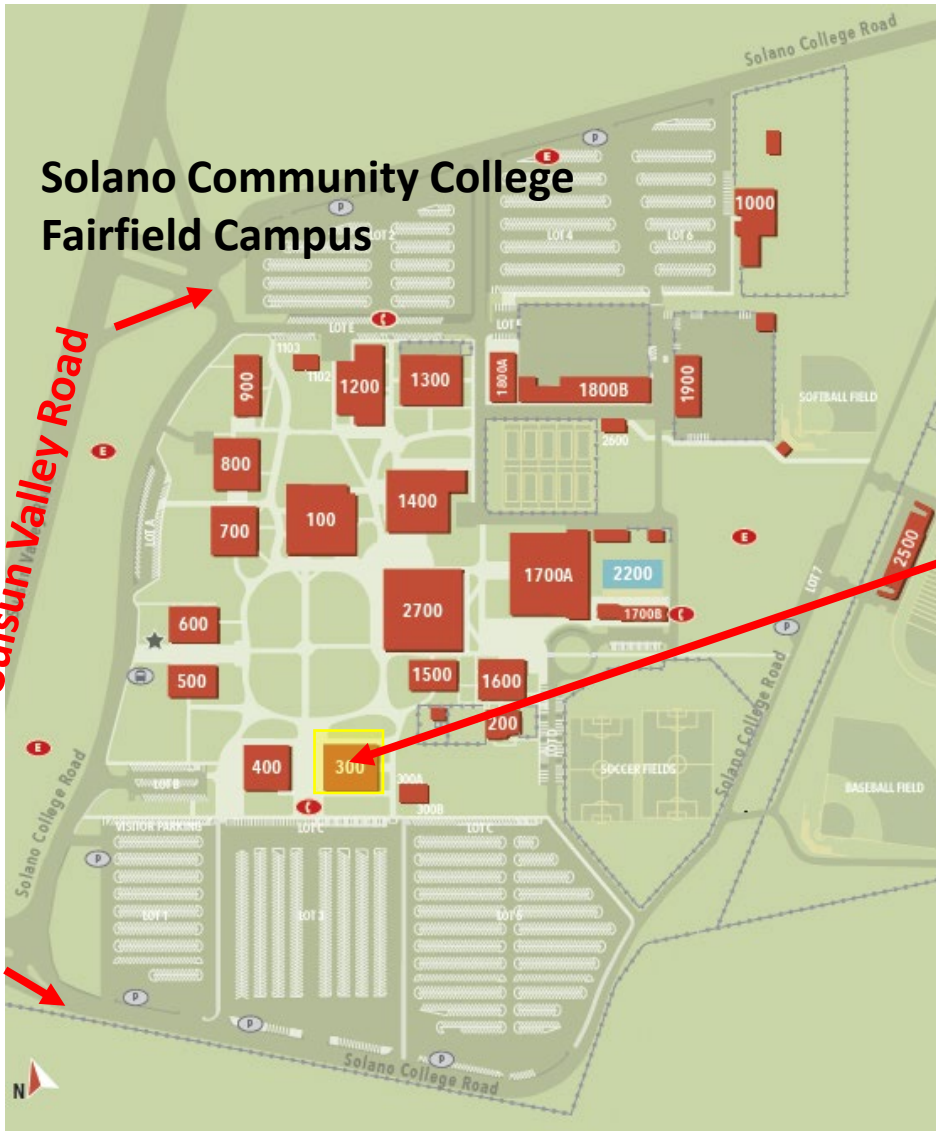 Solano College Road
Solano Community College
Fairfield Campus
P
E
P
LOT 2
LOT 4
LOT 6
1000
LOT E
1103
1102
900
1200
1300
1800A
1800B
1900
SOFTBALL FIELD
2600
E
800
700
100
1400
LOT A
Valley Road
1700A
2200
E
2500
LOT 7
2700
1700B
P
600
500
1500
1600
200
LOT D
SOCCER FIELDS
Solano College Road
BASEBALL FIELD
E
400
300
300A
300B
LOT B
Solano College Road
VISITOR PARKING
LOT C
LOT C
P
LOT 1
LOT 3
LOT 5
P
P
P
Solano College Road
N